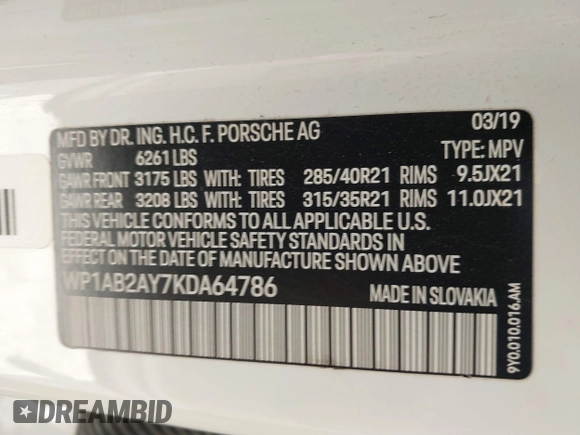 MFD BY DR. ING. H.C. F. PORSCHE AG 03/19
GVWR 6261 LBS TYPE: MPV
GAWR FRONT 3175 LBS WITH: TIRES 285/40R21 RIMS 9.5JX21
GAWR REAR 3208 LBS WITH: TIRES 315/35R21 RIMS 11.0JX21
THIS VEHICLE CONFORMS TO ALL APPLICABLE U.S.
FEDERAL MOTOR VEHICLE SAFETY STANDARDS IN
EFFECT ON THE DATE OF MANUFACTURE SHOWN ABOVE
WP1AB2AY7KDA64786 MADE IN SLOVAKIA
9Y0.010.016.AM
DREAMBID